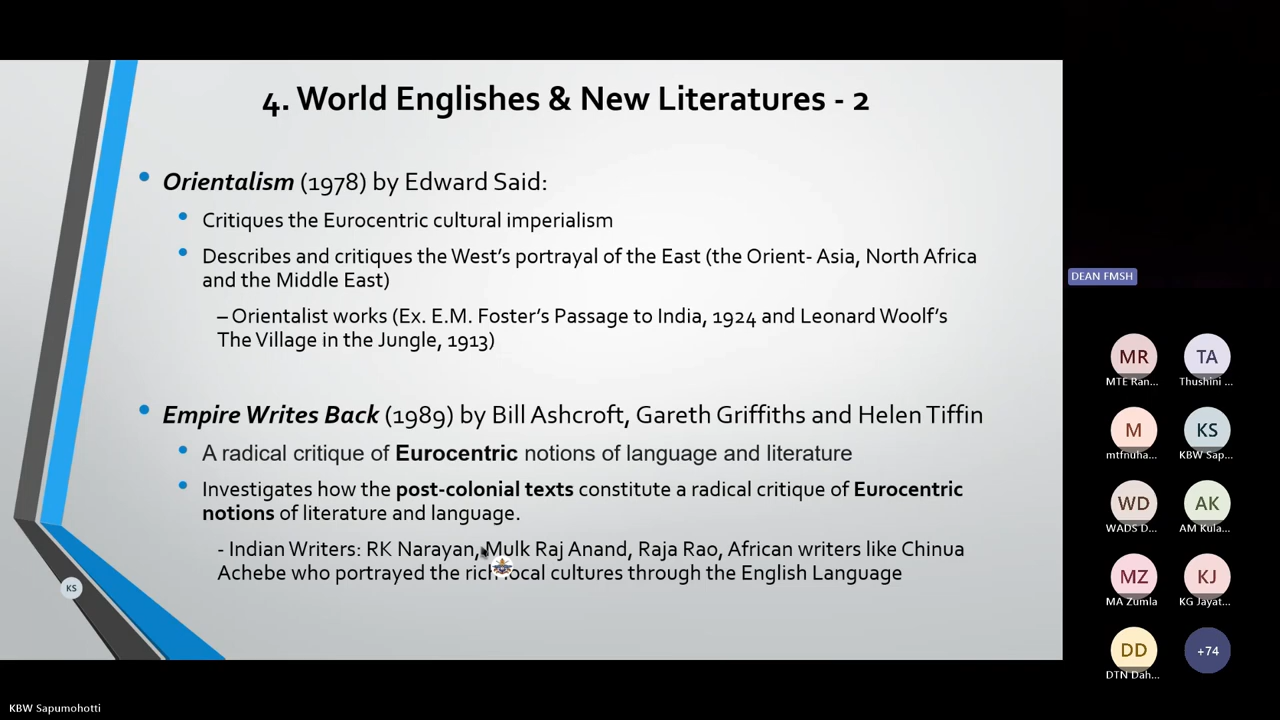 4. World Englishes & New Literatures - 2
• Orientalism (1978) by Edward Said:
• Critiques the Eurocentric cultural imperialism
• Describes and critiques the West's portrayal of the East (the Orient- Asia, North Africa
and the Middle East)
– Orientalist works (Ex. E.M. Foster's Passage to India, 1924 and Leonard Woolf's
The Village in the Jungle, 1913)
• Empire Writes Back (1989) by Bill Ashcroft, Gareth Griffiths and Helen Tiffin
• A radical critique of Eurocentric notions of language and literature
• Investigates how the post-colonial texts constitute a radical critique of Eurocentric
notions of literature and language.
- Indian Writers: RK Narayan, Mulk Raj Anand, Raja Rao, African writers like Chinua
Achebe who portrayed the rich local cultures through the English Language
KS
KBW Sapumohotti
DEAN FMSH
MR TA
MTE Ran... Thushini ...
M KS
mtfnuha... KBW Sap...
WD AK
WADS D... AM Kula...
MZ KJ
MA Zumla KG Jayat...
DD +74
DTN Dah...